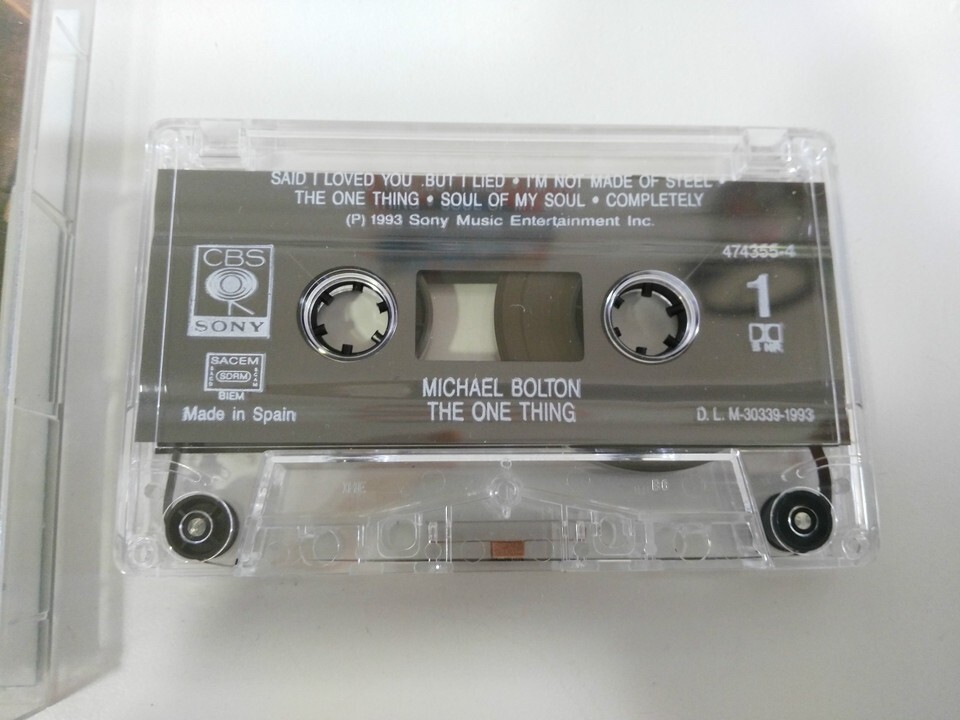 SAID I LOVED YOU .BUT I LIED • I'M NOT MADE OF STEEL •
THE ONE THING • SOUL OF MY SOUL • COMPLETELY
(P) 1993 Sony Music Entertainment Inc.
474355-4
CBS
1
SONY
SACEM
SDRM
BIEM
MICHAEL BOLTON
THE ONE THING
Made in Spain
D. L. M-30339-1993